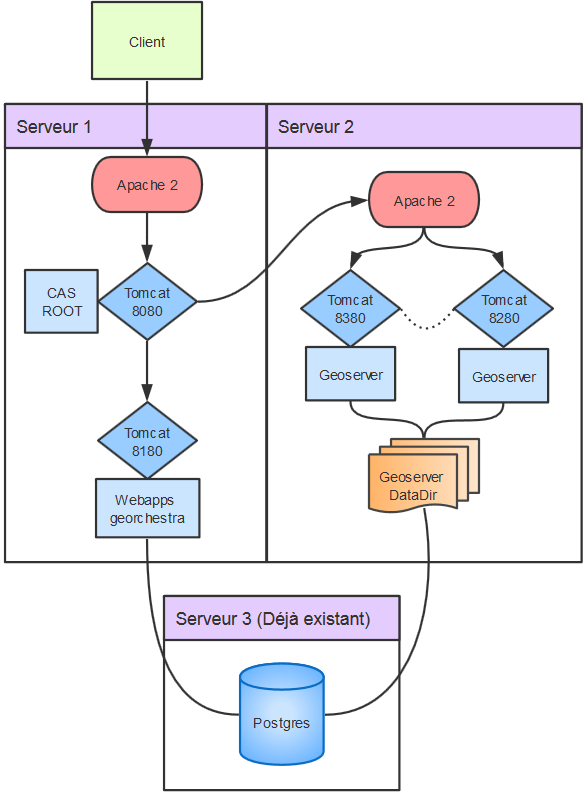 Client
Serveur 1
Apache 2
CAS
ROOT
Tomcat
8080
Tomcat
8180
Webapps
georchestra
Serveur 2
Apache 2
Tomcat
8380
Tomcat
8280
Geoserver
Geoserver
Geoserver
DataDir
Serveur 3 (Déjà existant)
Postgres